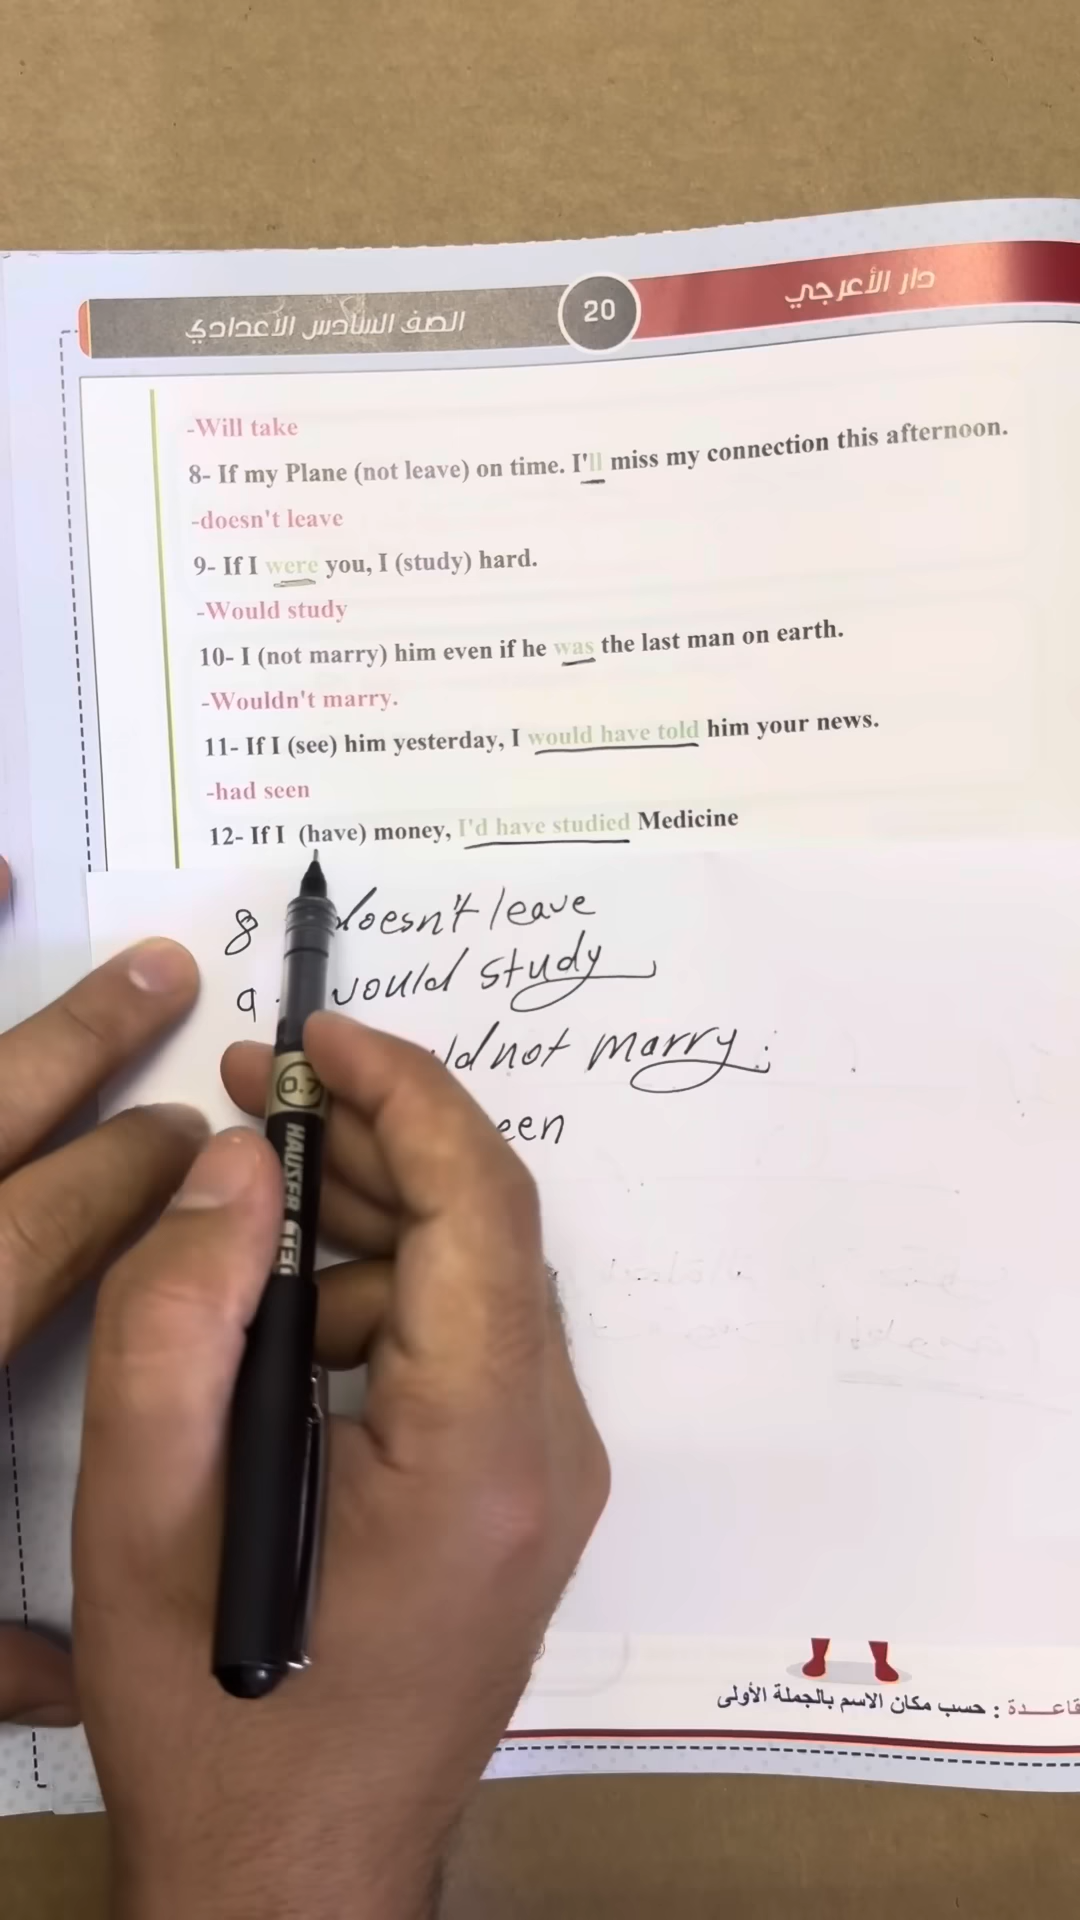 الصف السادس الأعدادي
20
دار الأعرجي
-Will take
8- If my Plane (not leave) on time. I'll miss my connection this afternoon.
-doesn't leave
9- If I were you, I (study) hard.
-Would study
10- I (not marry) him even if he was the last man on earth.
-Wouldn't marry.
11- If I (see) him yesterday, I would have told him your news.
-had seen
12- If I (have) money, I'd have studied Medicine
8 doesn't leave
9. would study
not marry
0.7
HAUSER
حسب مكان الاسم بالجملة الأولى :